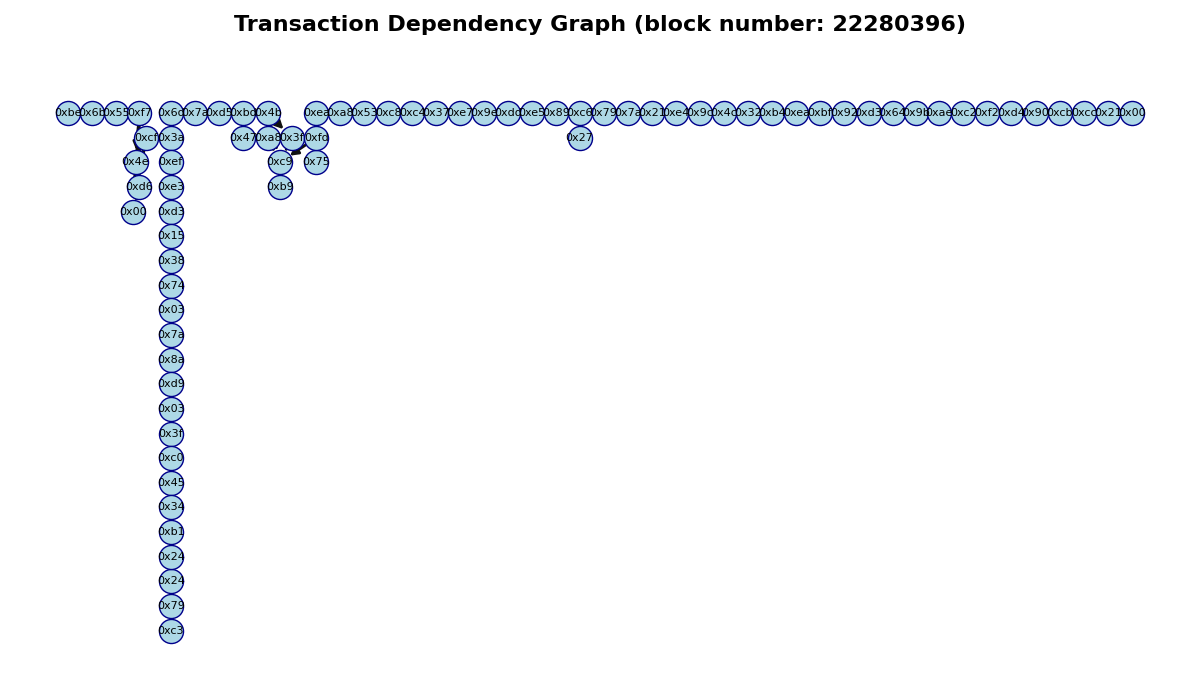 Transaction Dependency Graph (block number: 22280396)
0xbe 0x6b 0x55 0xf7 0x6d 0x7a 0xd5 0xbd 0x4b 0xea 0xa8 0x53 0xc8 0xc4 0x37 0xe7 0x9e 0xdd 0xe5 0x89 0xc6 0x79 0x7a 0x21 0xe4 0x9c 0x4c 0x32 0xb4 0xea 0xbf 0x92 0xd3 0x64 0x9b 0xae 0xc2 0xf2 0xd4 0x90 0xcb 0xcc 0x21 0x00
0xcf 0x3a 0x47 0xa8 0x3f 0xfd 0x27
0x4e 0xef 0xc9 0x75
0xd6 0xe3 0xb9
0x00 0xd3
0x15
0x38
0x74
0x03
0x7a
0x8a
0xd9
0x03
0x3f
0xc0
0x45
0x34
0xb1
0x24
0x24
0x79
0xc3